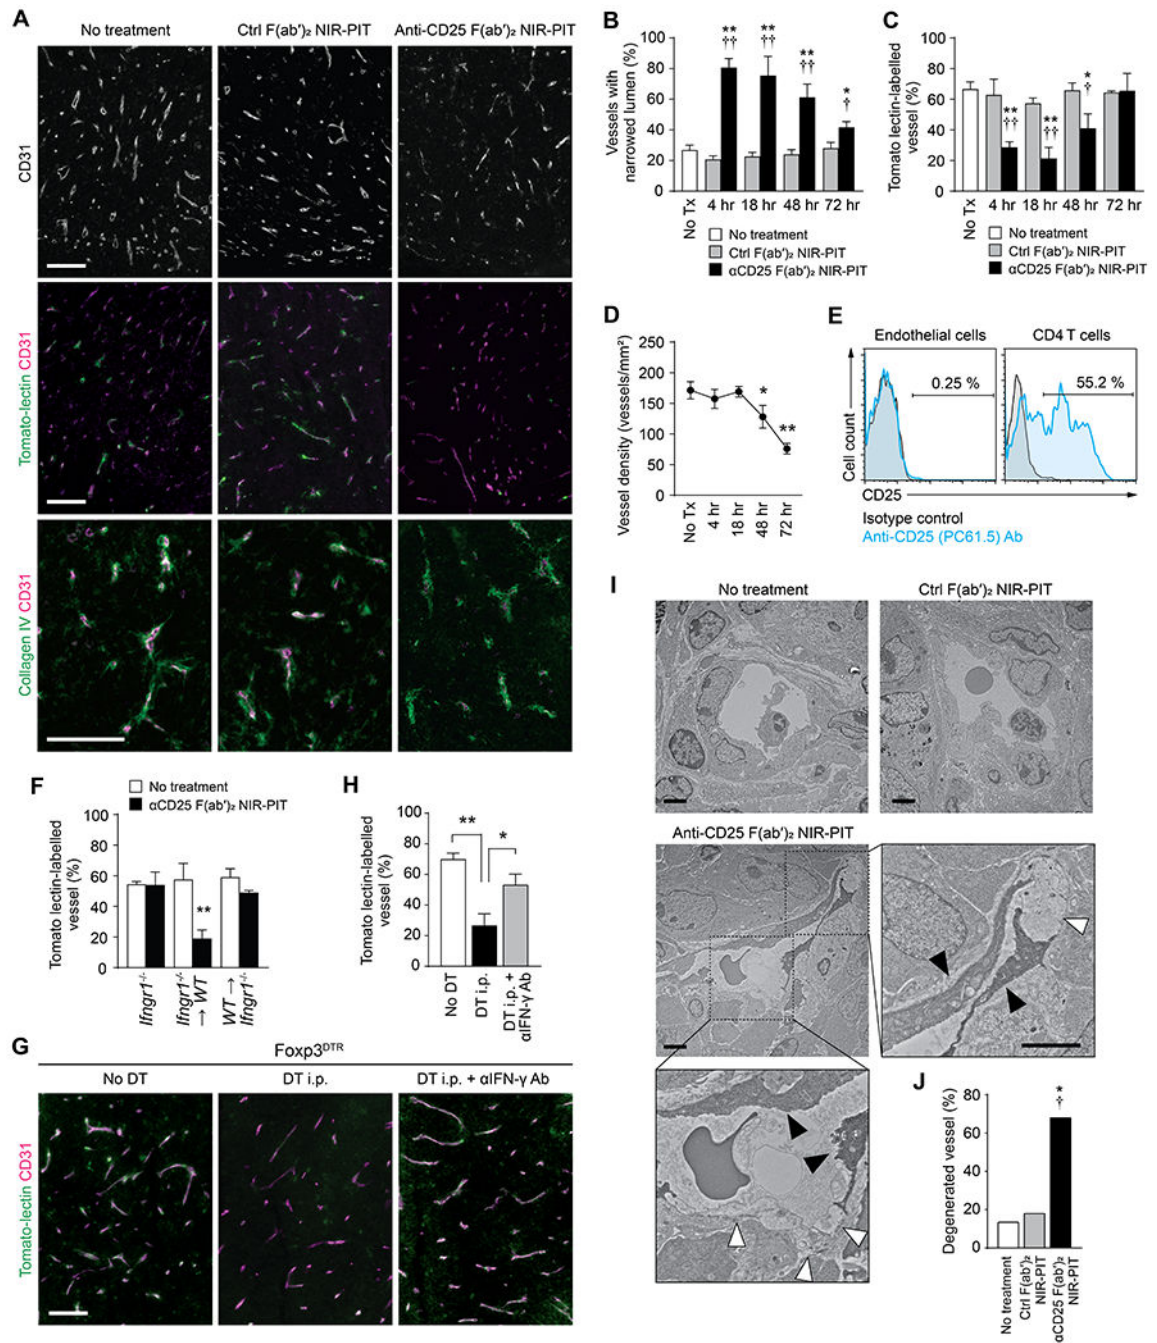 A
No treatment
Ctrl F(ab′)₂ NIR-PIT
Anti-CD25 F(ab′)₂ NIR-PIT
CD31
Tomato-lectin CD31
Collagen IV CD31
B
Vessels with
narrowed lumen (%)
100
80
60
40
20
0
**
††
**
††
**
††
*
†
No Tx
4 hr
18 hr
48 hr
72 hr
No treatment
Ctrl F(ab′)₂ NIR-PIT
αCD25 F(ab′)₂ NIR-PIT
C
Tomato lectin-labelled
vessel (%)
100
80
60
40
20
0
**
††
**
††
*
†
No Tx
4 hr
18 hr
48 hr
72 hr
No treatment
Ctrl F(ab′)₂ NIR-PIT
αCD25 F(ab′)₂ NIR-PIT
D
Vessel density (vessels/mm²)
250
200
150
100
50
0
*
**
No Tx
4 hr
18 hr
48 hr
72 hr
E
Endothelial cells
CD4 T cells
0.25 %
55.2 %
Cell count
CD25
Isotype control
Anti-CD25 (PC61.5) Ab
F
No treatment
αCD25 F(ab′)₂ NIR-PIT
Tomato lectin-labelled
vessel (%)
100
80
60
40
20
0
**
Ifngr1-/-
Ifngr1-/-
→ WT
WT →
Ifngr1-/-
H
Tomato lectin-labelled
vessel (%)
100
80
60
40
20
0
**
*
No DT
DT i.p.
DT i.p. +
αIFN-γ Ab
G
Foxp3DTR
No DT
DT i.p.
DT i.p. + αIFN-γ Ab
Tomato-lectin CD31
I
No treatment
Ctrl F(ab′)₂ NIR-PIT
Anti-CD25 F(ab′)₂ NIR-PIT
J
Degenerated vessel (%)
80
60
40
20
0
*
†
No treatment
Ctrl F(ab′)₂
NIR-PIT
αCD25 F(ab′)₂
NIR-PIT